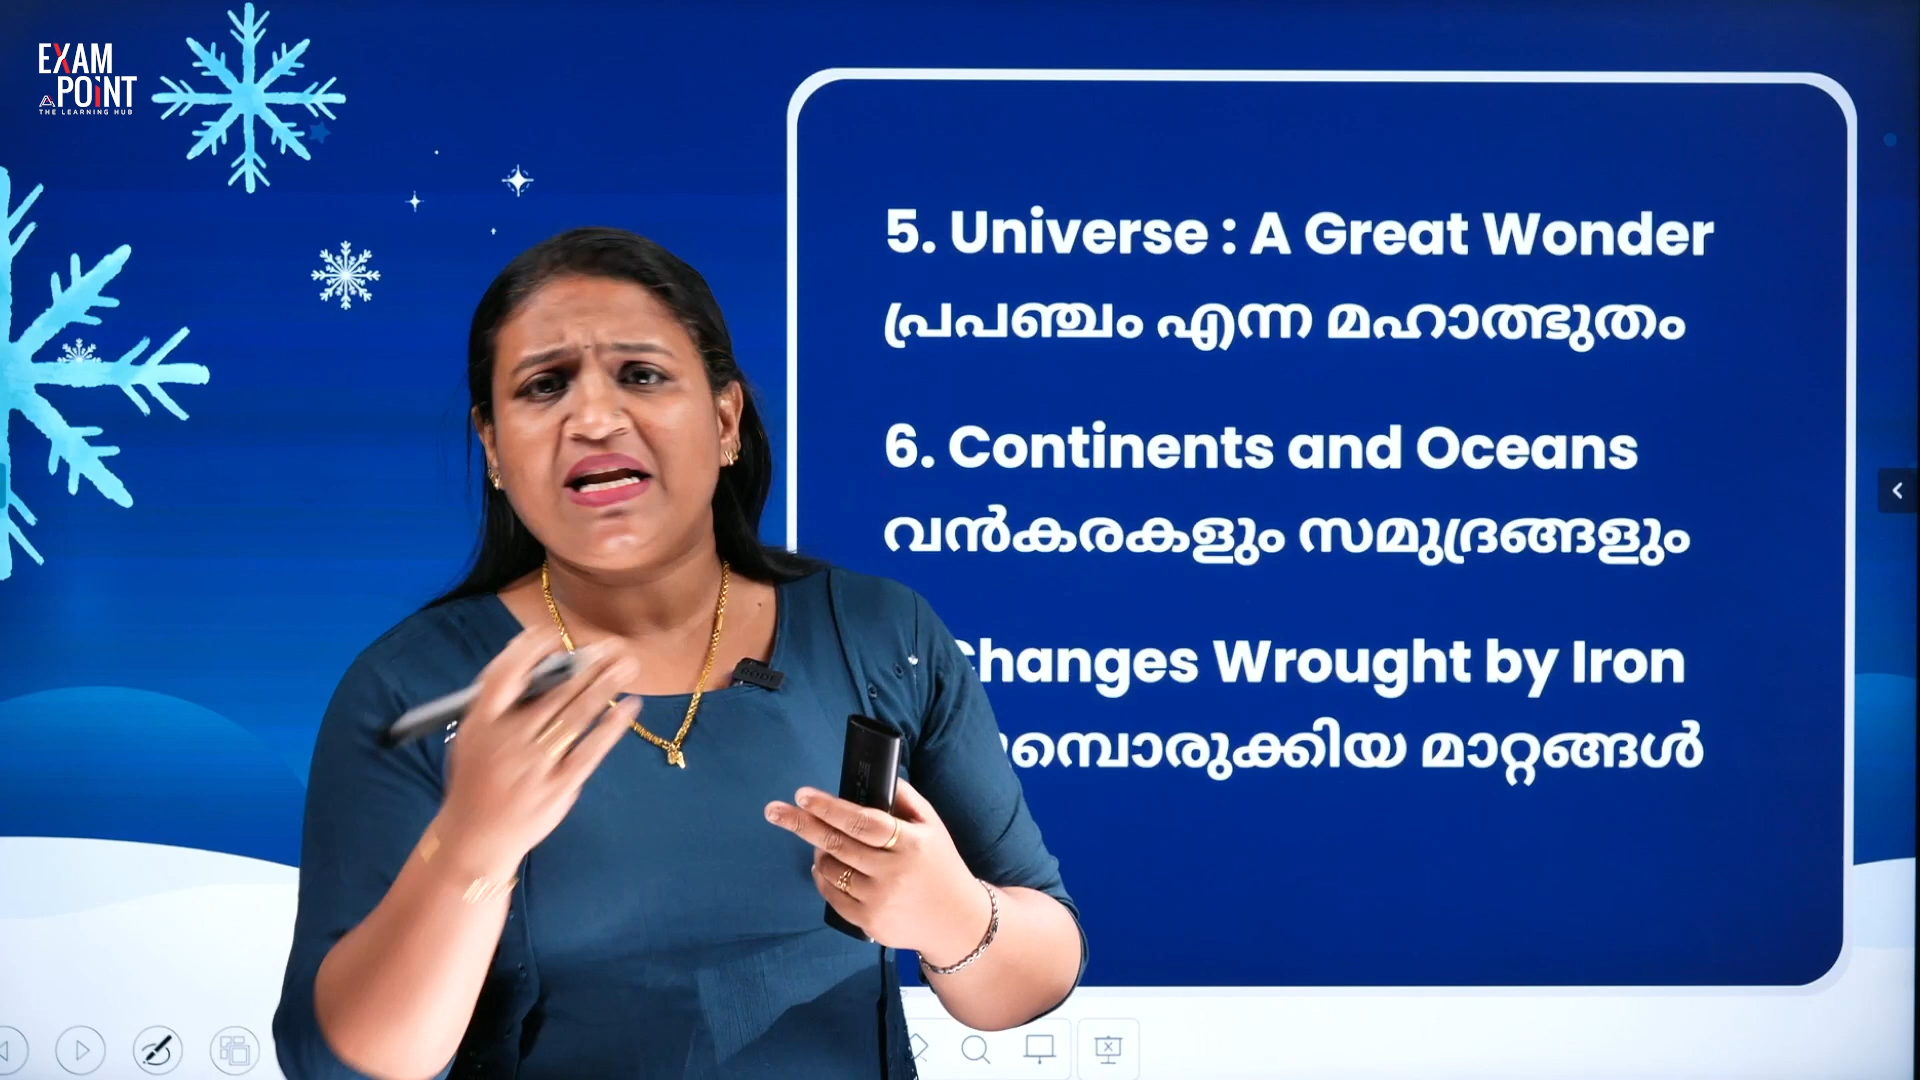 EXAM
POINT
THE LEARNING HUB
5. Universe : A Great Wonder
പ്രപഞ്ചം എന്ന മഹാത്ഭുതം
6. Continents and Oceans
വൻകരകളും സമുദ്രങ്ങളും
Changes Wrought by Iron
മാറ്റങ്ങൾ